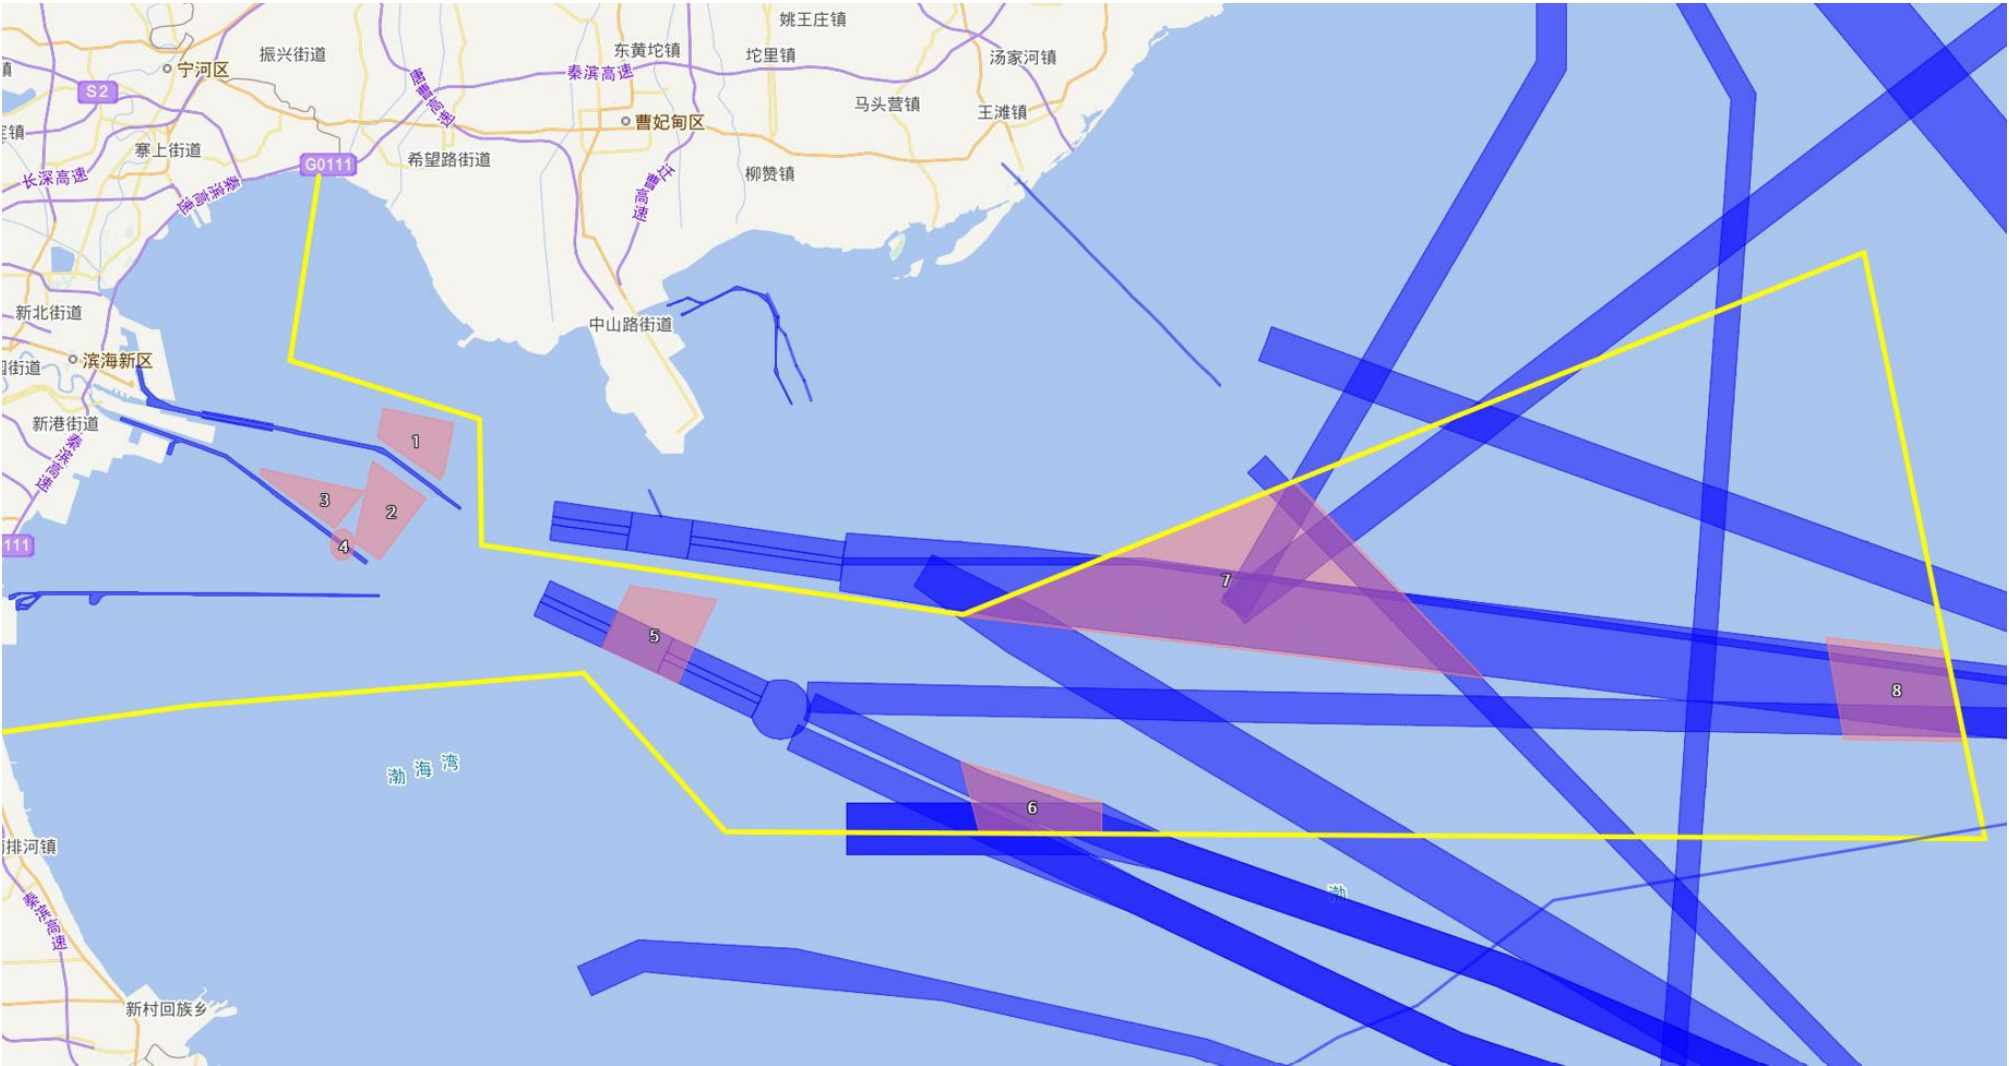 姚王庄镇
振兴街道
东黄坨镇
坨里镇
汤家河镇
宁河区
唐曹高速
秦滨高速
S2
马头营镇
王滩镇
曹妃甸区
寨上街道
G0111
希望路街道
长深高速
秦滨高速
迁曹高速
柳赞镇
新北街道
中山路街道
滨海新区
街道
新港街道
秦滨高速
1
3
2
4
111
7
5
8
渤海湾
6
排河镇
渤
秦滨高速
新村回族乡